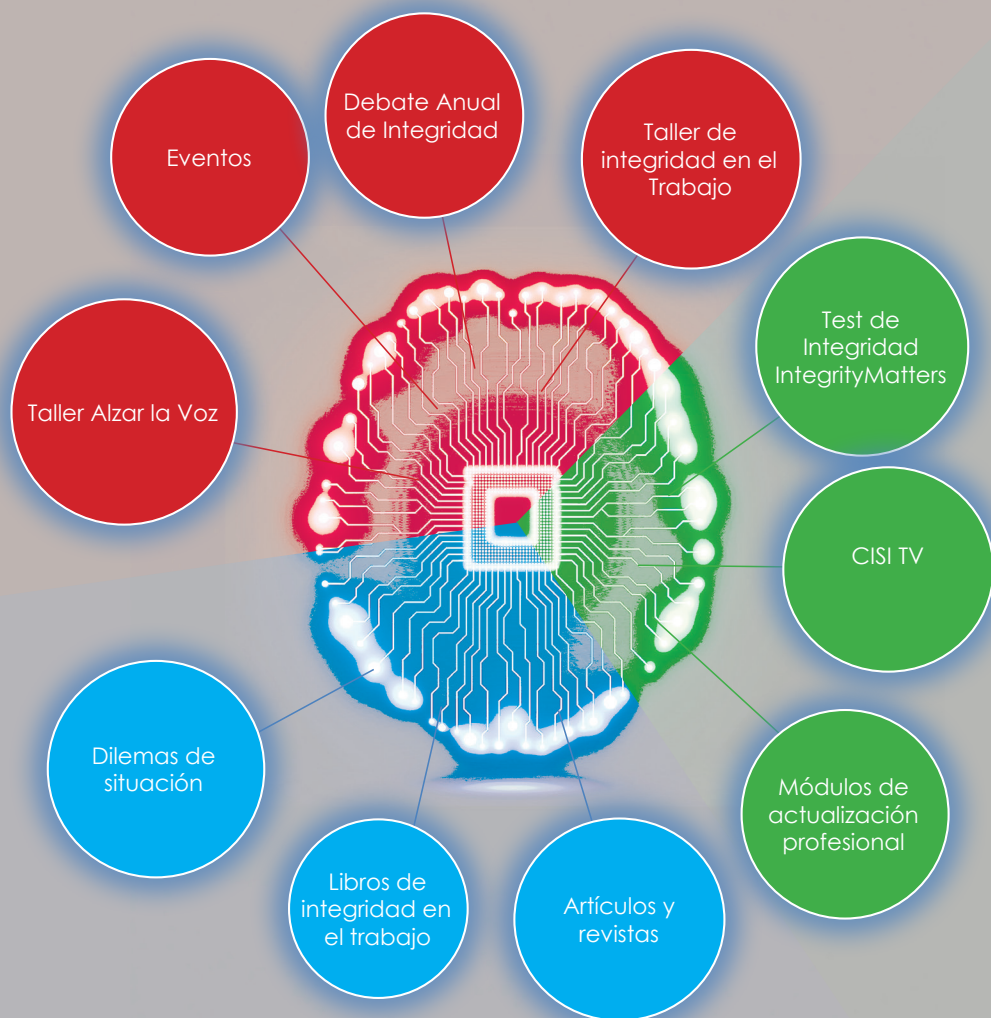 Debate Anual
de Integridad
Eventos
Taller de
integridad en el
Trabajo
Test de
Integridad
IntegrityMatters
Taller Alzar la Voz
CISI TV
Dilemas de
situación
Módulos de
actualización
profesional
Libros de
integridad en
el trabajo
Artículos y
revistas